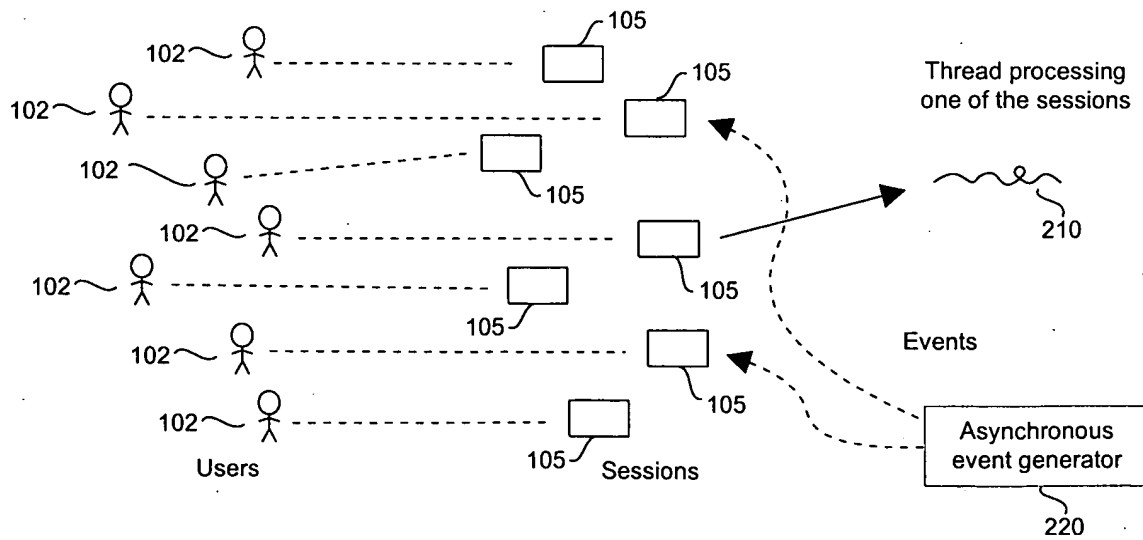 105
102
105
Thread processing
one of the sessions
102
102
105
210
102
105
102
105
Events
102
105
102
105
Asynchronous
event generator
Users
Sessions
220